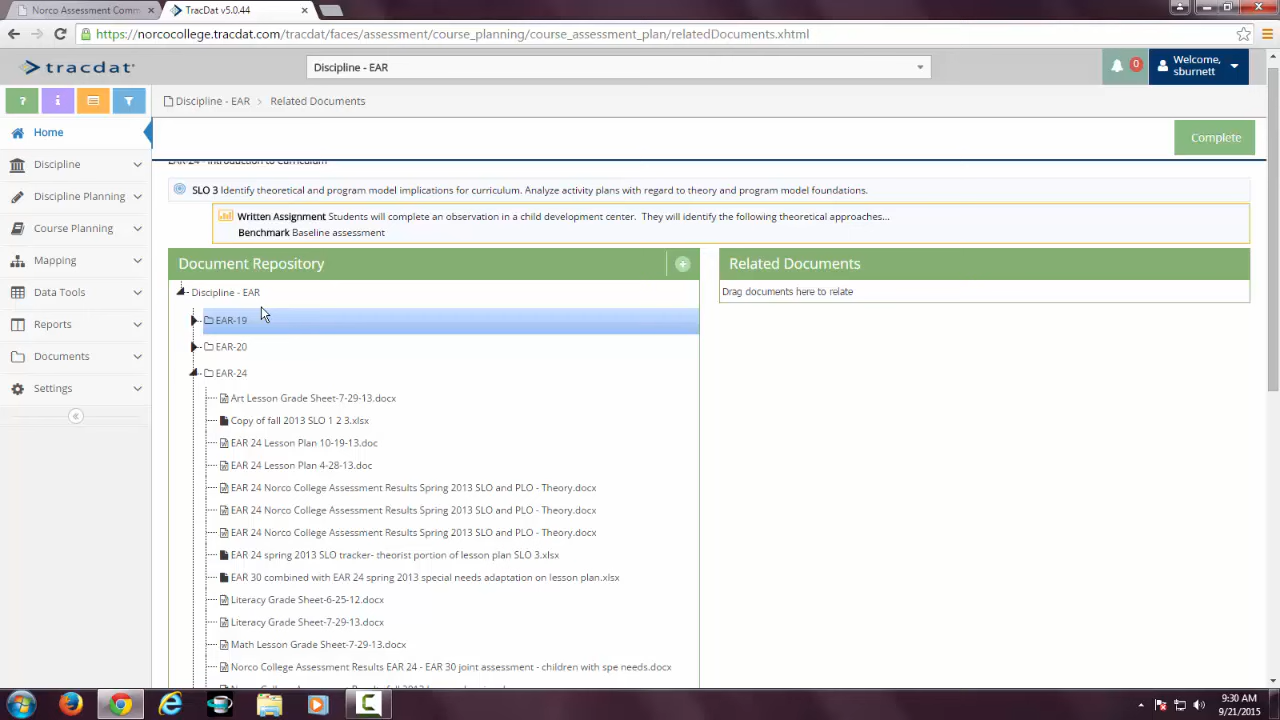 Norco Assessment Comm
TracDat v5.0.44
https://norcocollege.tracdat.com/tracdat/faces/assessment/course_planning/course_assessment_plan/relatedDocuments.xhtml
tracdat
Discipline - EAR
0
Welcome,
sburnett
? i
Discipline - EAR > Related Documents
Home
Complete
Discipline
Discipline Planning
Course Planning
Mapping
Data Tools
Reports
Documents
Settings
EAR-24 - Introduction to Curriculum
SLO 3 Identify theoretical and program model implications for curriculum. Analyze activity plans with regard to theory and program model foundations.
Written Assignment Students will complete an observation in a child development center. They will identify the following theoretical approaches...
Benchmark Baseline assessment
Document Repository
Related Documents
Discipline - EAR
Drag documents here to relate
EAR-19
EAR-20
EAR-24
Art Lesson Grade Sheet-7-29-13.docx
Copy of fall 2013 SLO 1 2 3.xlsx
EAR 24 Lesson Plan 10-19-13.doc
EAR 24 Lesson Plan 4-28-13.doc
EAR 24 Norco College Assessment Results Spring 2013 SLO and PLO - Theory.docx
EAR 24 Norco College Assessment Results Spring 2013 SLO and PLO - Theory.docx
EAR 24 Norco College Assessment Results Spring 2013 SLO and PLO - Theory.docx
EAR 24 spring 2013 SLO tracker- theorist portion of lesson plan SLO 3.xlsx
EAR 30 combined with EAR 24 spring 2013 special needs adaptation on lesson plan.xlsx
Literacy Grade Sheet-6-25-12.docx
Literacy Grade Sheet-7-29-13.docx
Math Lesson Grade Sheet-7-29-13.docx
Norco College Assessment Results EAR 24 - EAR 30 joint assessment - children with spe needs.docx
9:30 AM
9/21/2015